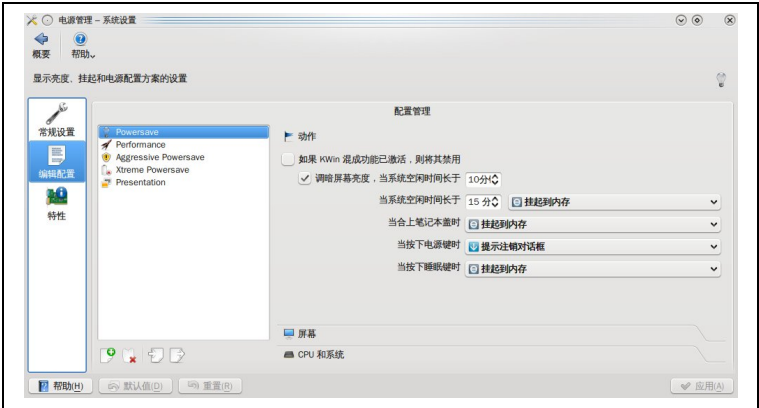 电源管理 – 系统设置
概要 帮助
显示亮度、挂起和电源配置方案的设置
常规设置
编辑配置
特性
Powersave
Performance
Aggressive Powersave
Xtreme Powersave
Presentation
配置管理
动作
如果 KWin 混成功能已激活，则将其禁用
调暗屏幕亮度，当系统空闲时间长于 10分
当系统空闲时间长于 15 分 挂起到内存
当合上笔记本盖时 挂起到内存
当按下电源键时 提示注销对话框
当按下睡眠键时 挂起到内存
屏幕
CPU 和系统
帮助(H) 默认值(D) 重置(R) 应用(A)